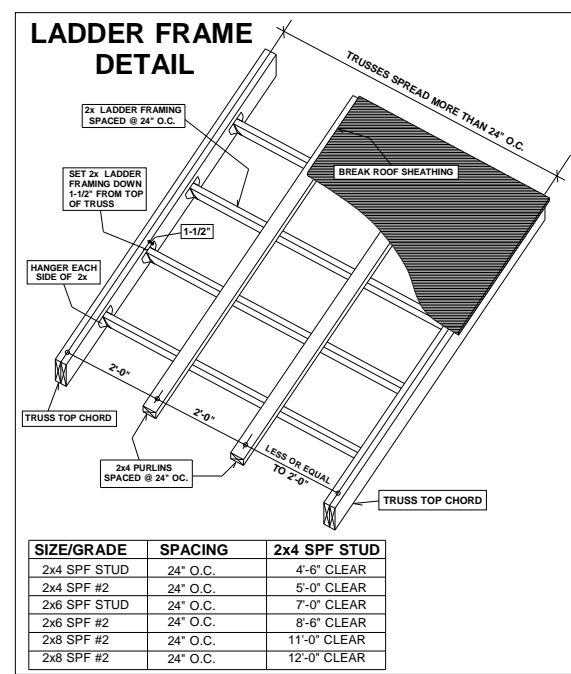 LADDER FRAME
DETAIL
TRUSSES SPREAD MORE THAN 24" O.C.
2x LADDER FRAMING
SPACED @ 24" O.C.
BREAK ROOF SHEATHING
SET 2x LADDER
FRAMING DOWN
1-1/2" FROM TOP
OF TRUSS
1-1/2"
HANGER EACH
SIDE OF 2x
2'-0"
2'-0"
LESS OR EQUAL
TO 2'-0"
TRUSS TOP CHORD
2x4 PURLINS
SPACED @ 24" OC.
TRUSS TOP CHORD
SIZE/GRADE SPACING 2x4 SPF STUD
2x4 SPF STUD 24" O.C. 4'-6" CLEAR
2x4 SPF #2 24" O.C. 5'-0" CLEAR
2x6 SPF STUD 24" O.C. 7'-0" CLEAR
2x6 SPF #2 24" O.C. 8'-6" CLEAR
2x8 SPF #2 24" O.C. 11'-0" CLEAR
2x8 SPF #2 24" O.C. 12'-0" CLEAR